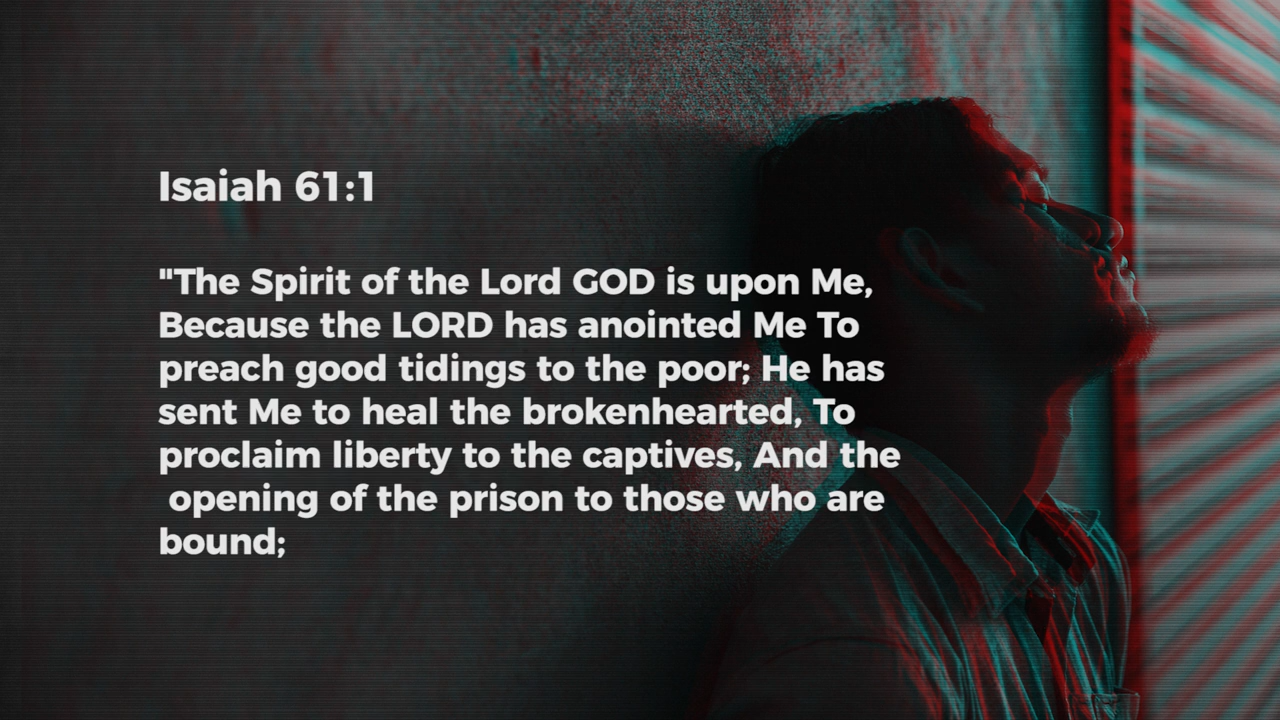 Isaiah 61:1
"The Spirit of the Lord GOD is upon Me,
Because the LORD has anointed Me To
preach good tidings to the poor; He has
sent Me to heal the brokenhearted, To
proclaim liberty to the captives, And the
opening of the prison to those who are
bound;